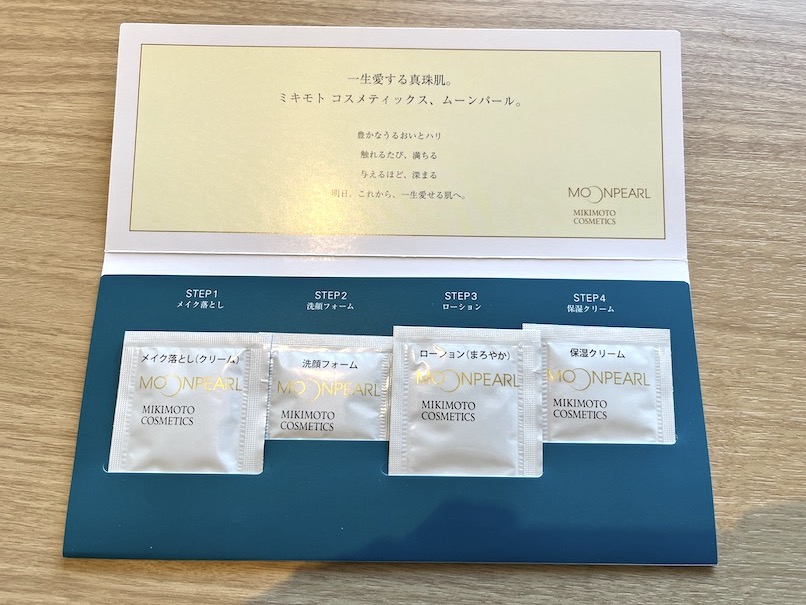 一生愛する真珠肌。
ミキモト コスメティックス、ムーンパール。
豊かなうるおいとハリ
触れるたび、満ちる
与えるほど、深まる
明日、これから、一生愛せる肌へ。
MOONPEARL
MIKIMOTO
COSMETICS
STEP1
メイク落とし
STEP2
洗顔フォーム
STEP3
ローション
STEP4
保湿クリーム
メイク落とし(クリーム)
MOONPEARL
MIKIMOTO
COSMETICS
洗顔フォーム
MOONPEARL
MIKIMOTO
COSMETICS
ローション(まろやか)
MOONPEARL
MIKIMOTO
COSMETICS
保湿クリーム
MOONPEARL
MIKIMOTO
COSMETICS